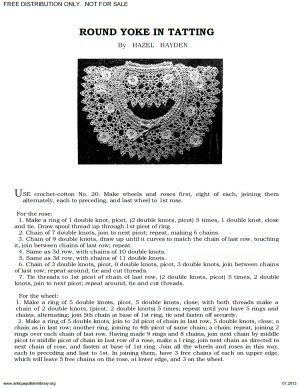 FREE DISTRIBUTION ONLY. NOT FOR SALE
ROUND YOKE IN TATTING
By HAZEL HAYDEN
USE crochet-cotton No. 20. Make wheels and roses first, eight of each, joining them
alternately, each to preceding, and last wheel to 1st rose.
For the rose:
1. Make a ring of 1 double knot, picot, (2 double knots, picot) 5 times, 1 double knot, close
and tie. Draw spool thread up through 1st picot of ring.
2. Chain of 7 double knots, join to next picot; repeat, making 6 chains.
3. Chain of 9 double knots, draw up until it curves to match the chain of last row. touching
it, join between chains of last row; repeat.
4. Same as 3d row, with chains of 10 double knots.
5. Same as 3d row, with chains of 11 double knots.
6. Chain of 3 double knots, picot, 0 double knots, picot, 3 double knots, join between chains
of last row; repeat around, tie and cut threads.
7. Tie threads to 1st picot of chain of last row, (2 double knots, picot) 5 times, 2 double
knots, join to next picot; repeat around, tie and cut threads.
For the wheel:
1. Make a ring of 5 double knots, picot, 5 double knots, close; with both threads make a
chain of 2 double knots, (picot, 2 double knots) 5 times; repeat until you have 5 rings and
chains, alternating; join 5th chain at base of 1st ring, tie and fasten off securely.
2. Make a ring of 5 double knots, join to 2d picot of chain in last row, 5 double knots, close; a
chain as in last row; another ring, joining to 4th picot of same chain; a chain; repeat, joining 2
rings over each chain of last row. Having made 9 rings and 8 chains, join next chain by middle
picot to middle picot of chain in last row of a rose, make a 1 ring, join next chain as directed to
next chain of rose, and fasten at base of 1st ring. Join all the wheels and roses in this way,
each to preceding and last to 1st. In joining them, have 3 free chains of each on upper edge,
which will leave 5 free chains on the rose, at lower edge, and 3 on the wheel.
www.antiquepatternlibrary.org
07.2013